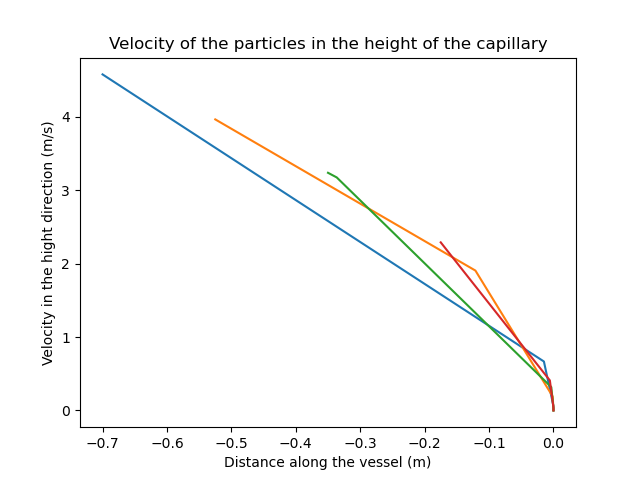 Velocity of the particles in the height of the capillary
Velocity in the hight direction (m/s)
4
3
2
1
0
−0.7 −0.6 −0.5 −0.4 −0.3 −0.2 −0.1 0.0
Distance along the vessel (m)